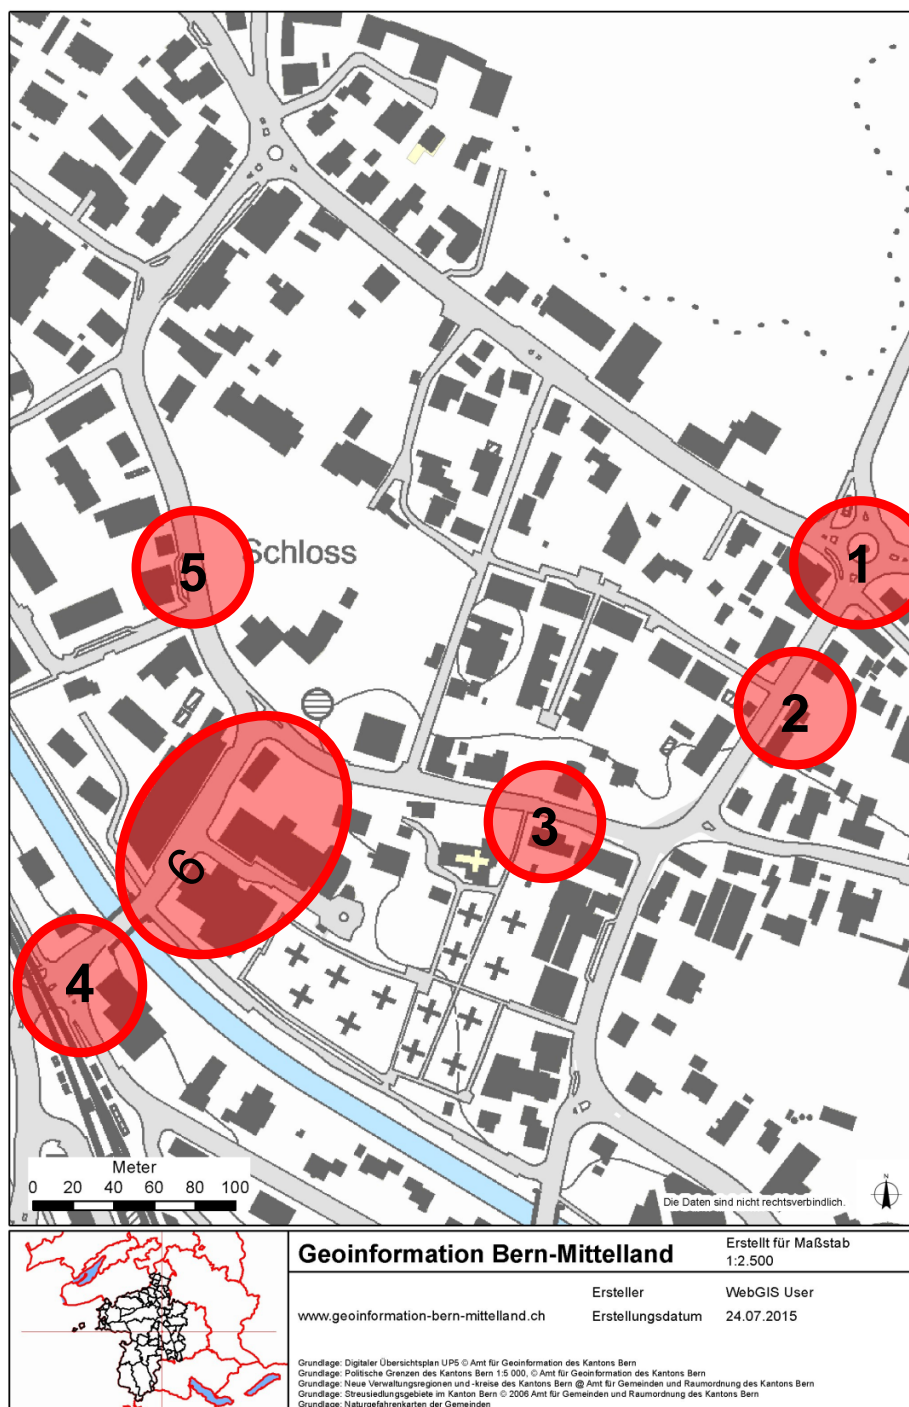 Schloss
1
5
2
3
6
4
Meter
0 20 40 60 80 100
Die Daten sind nicht rechtsverbindlich.
Geoinformation Bern-Mittelland
Erstellt für Maßstab
1:2.500
Ersteller WebGIS User
www.geoinformation-bern-mittelland.ch
Erstellungsdatum 24.07.2015
Grundlage: Digitaler Übersichtsplan UP5 © Amt für Geoinformation des Kantons Bern
Grundlage: Politische Grenzen des Kantons Bern 1:5 000, © Amt für Geoinformation des Kantons Bern
Grundlage: Neue Verwaltungsregionen und -kreise des Kantons Bern @ Amt für Gemeinden und Raumordnung des Kantons Bern
Grundlage: Streusiedlungsgebiete im Kanton Bern © 2006 Amt für Gemeinden und Raumordnung des Kantons Bern
Grundlage: Naturgefahrenkarten der Gemeinden